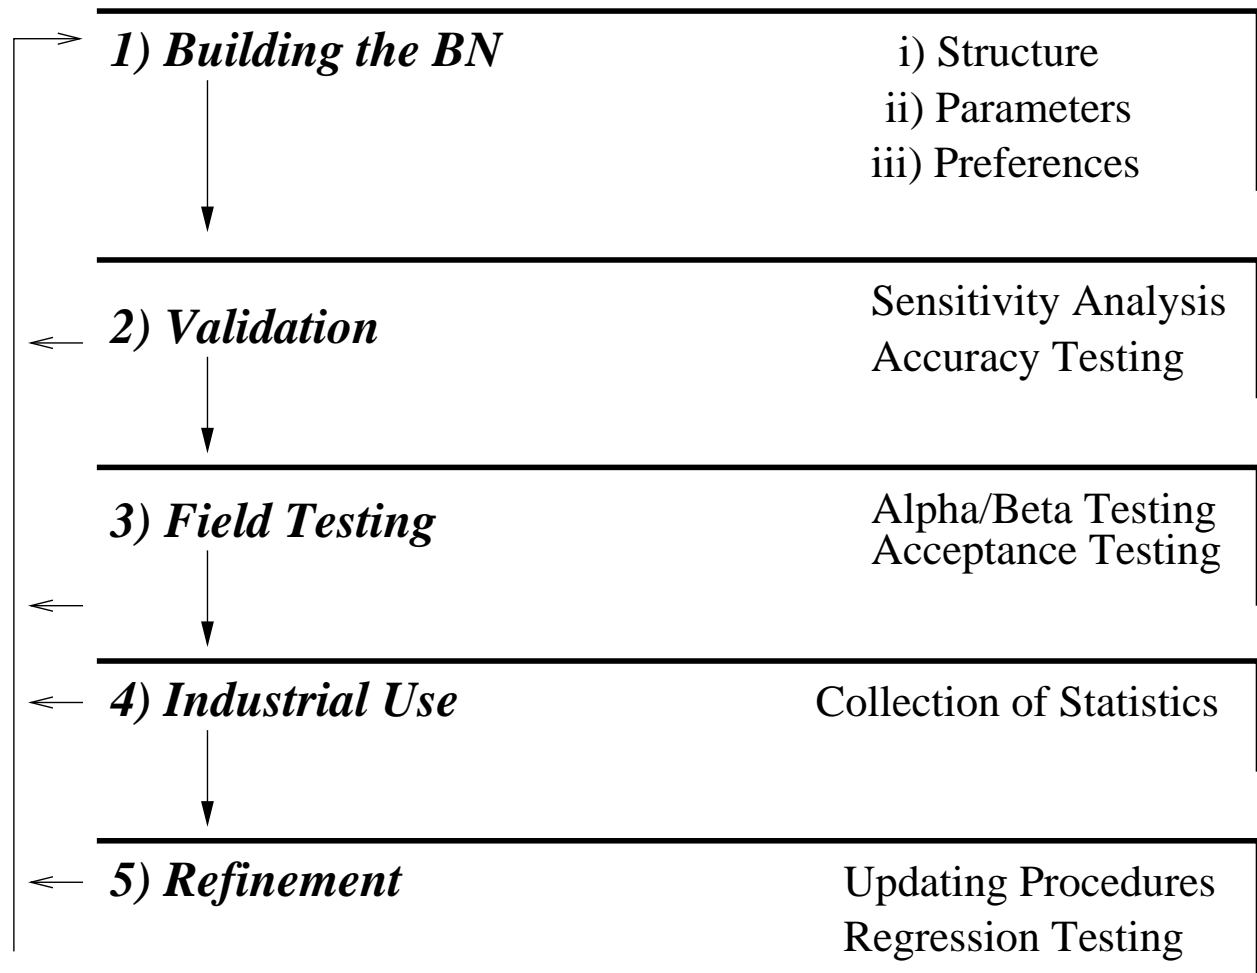 1) Building the BN
i) Structure
ii) Parameters
iii) Preferences
2) Validation
Sensitivity Analysis
Accuracy Testing
3) Field Testing
Alpha/Beta Testing
Acceptance Testing
4) Industrial Use
Collection of Statistics
5) Refinement
Updating Procedures
Regression Testing